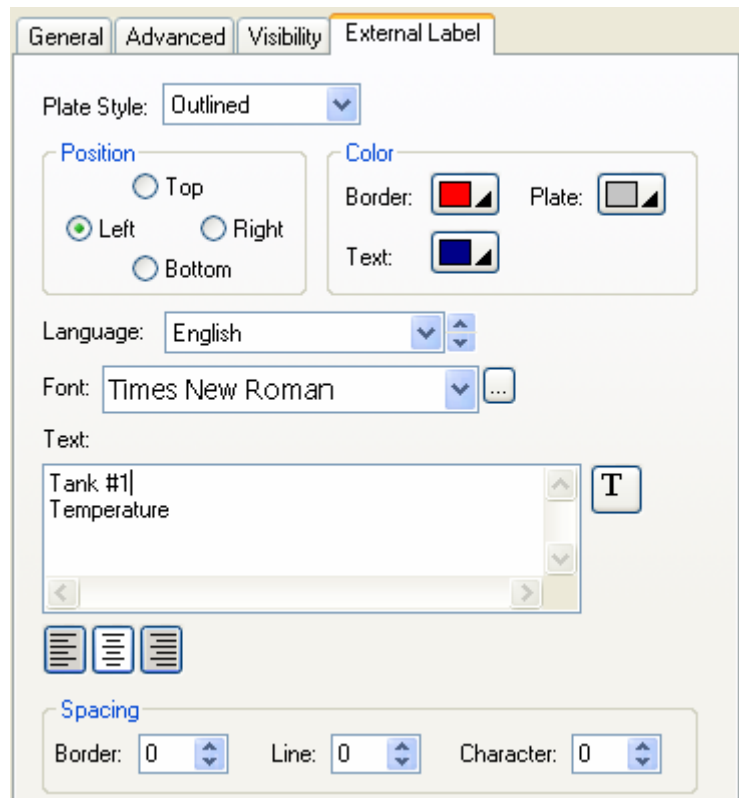 General Advanced Visibility External Label
Plate Style: Outlined
Position Color
Top
Border: Plate:
Left Right
Text:
Bottom
Language: English
Font: Times New Roman ...
Text:
Tank #1
Temperature
T
Spacing
Border: 0 Line: 0 Character: 0